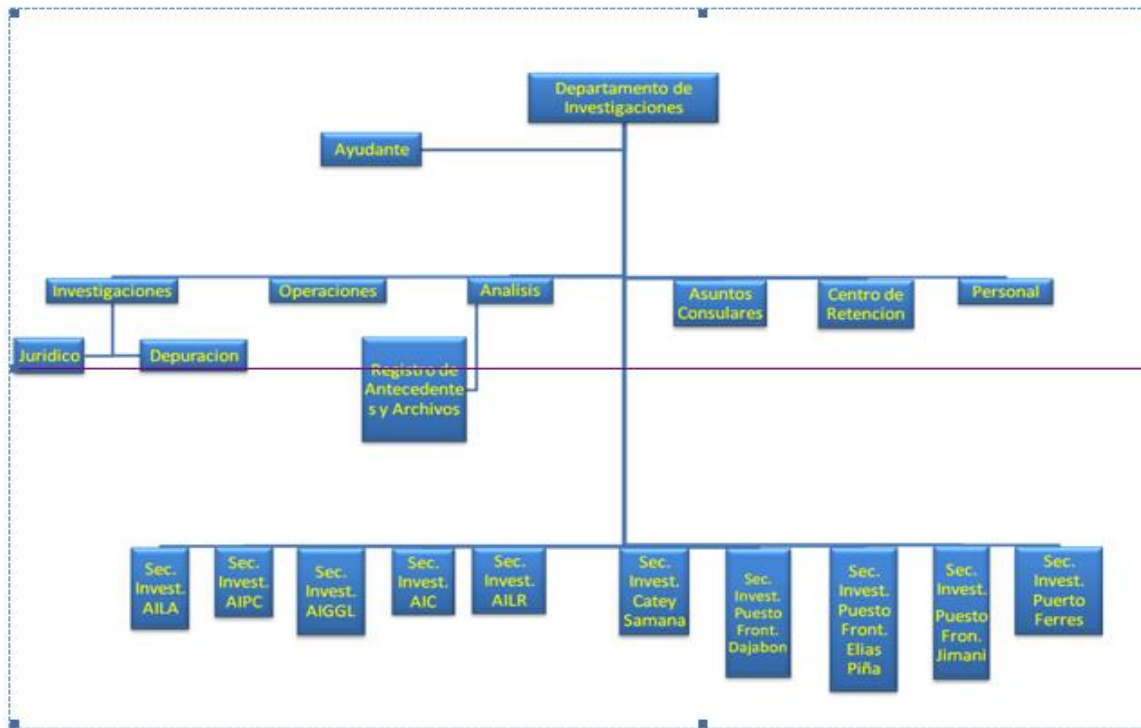 Departamento de
Investigaciones
Ayudante
Investigaciones
Operaciones
Analisis
Asuntos
Consulares
Centro de
Retencion
Personal
Juridico
Depuracion
Registro de
Antecedente
s y Archivos
Sec.
Invest.
AILA
Sec.
Invest.
AIPC
Sec.
Invest.
AIGGL
Sec.
Invest.
AIC
Sec.
Invest.
AILR
Sec.
Invest.
Catey
Samana
Sec.
Invest.
Puesto
Front.
Dajabon
Sec.
Invest.
Puesto
Front.
Elias
Piña
Sec.
Invest.
Puesto
Fron.
Jimani
Sec.
Invest.
Puerto
Ferres